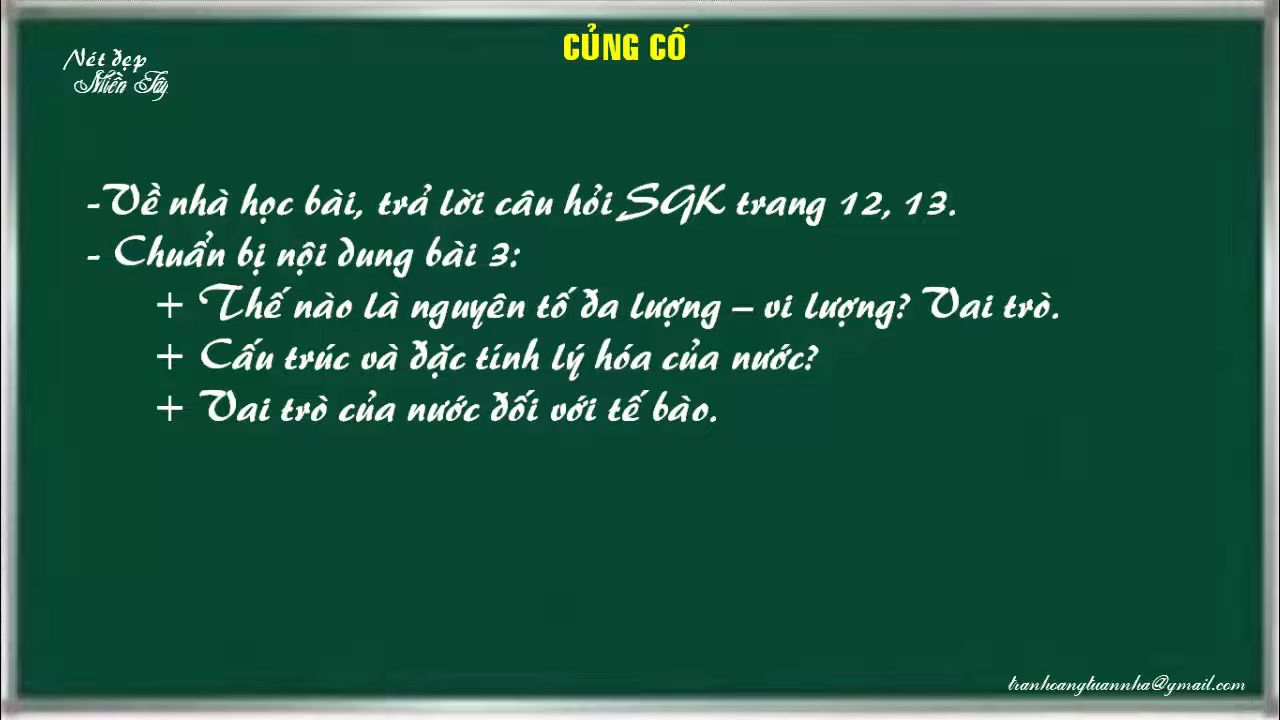 CỦNG CỐ
Nét đẹp
Miền Tây
-Về nhà học bài, trả lời câu hỏi SGK trang 12, 13.
- Chuẩn bị nội dung bài 3:
+ Thế nào là nguyên tố đa lượng – vi lượng? Vai trò.
+ Cấu trúc và đặc tính lý hóa của nước?
+ Vai trò của nước đối với tế bào.
tranhoangtuannha@gmail.com